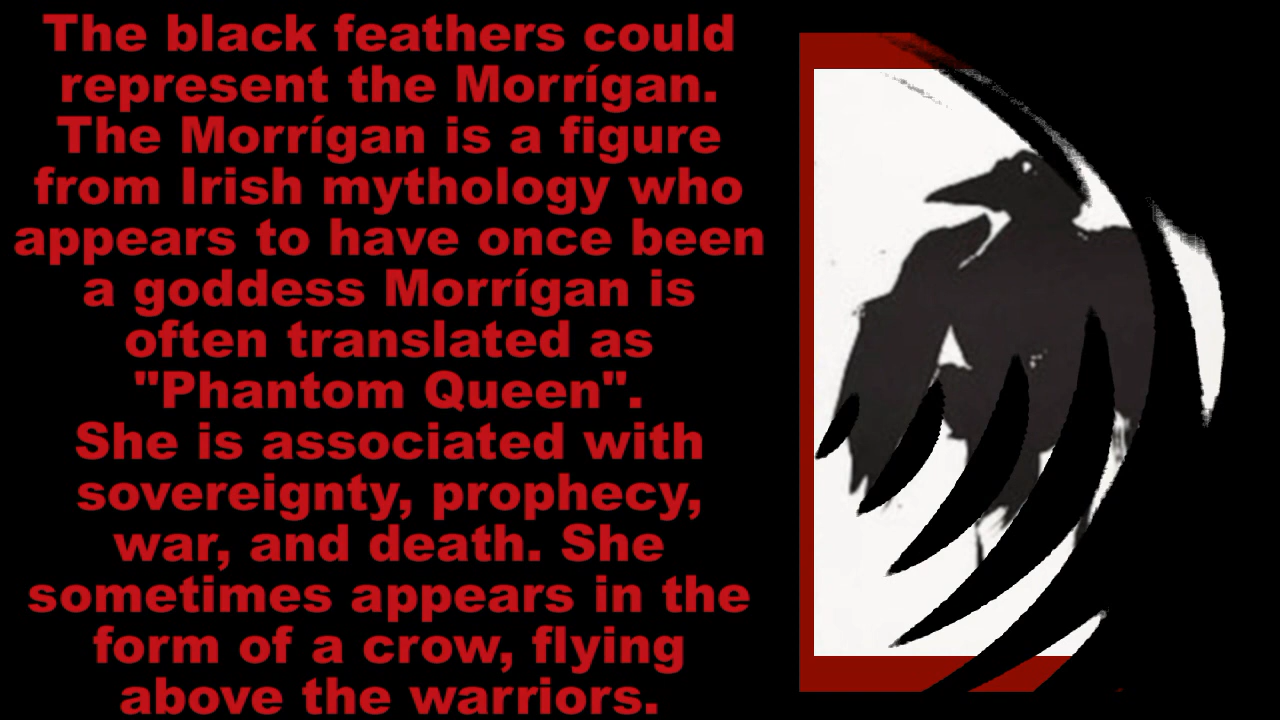 The black feathers could
represent the Morrígan.
The Morrígan is a figure
from Irish mythology who
appears to have once been
a goddess Morrígan is
often translated as
"Phantom Queen".
She is associated with
sovereignty, prophecy,
war, and death. She
sometimes appears in the
form of a crow, flying
above the warriors.